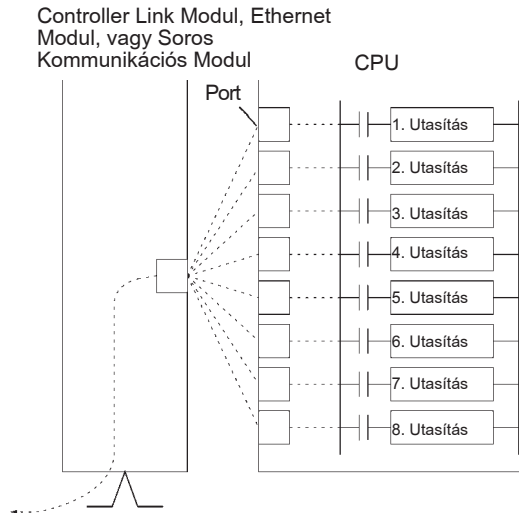 Controller Link Modul, Ethernet
Modul, vagy Soros
Kommunikációs Modul
CPU
Port
1. Utasítás
2. Utasítás
3. Utasítás
4. Utasítás
5. Utasítás
6. Utasítás
7. Utasítás
8. Utasítás